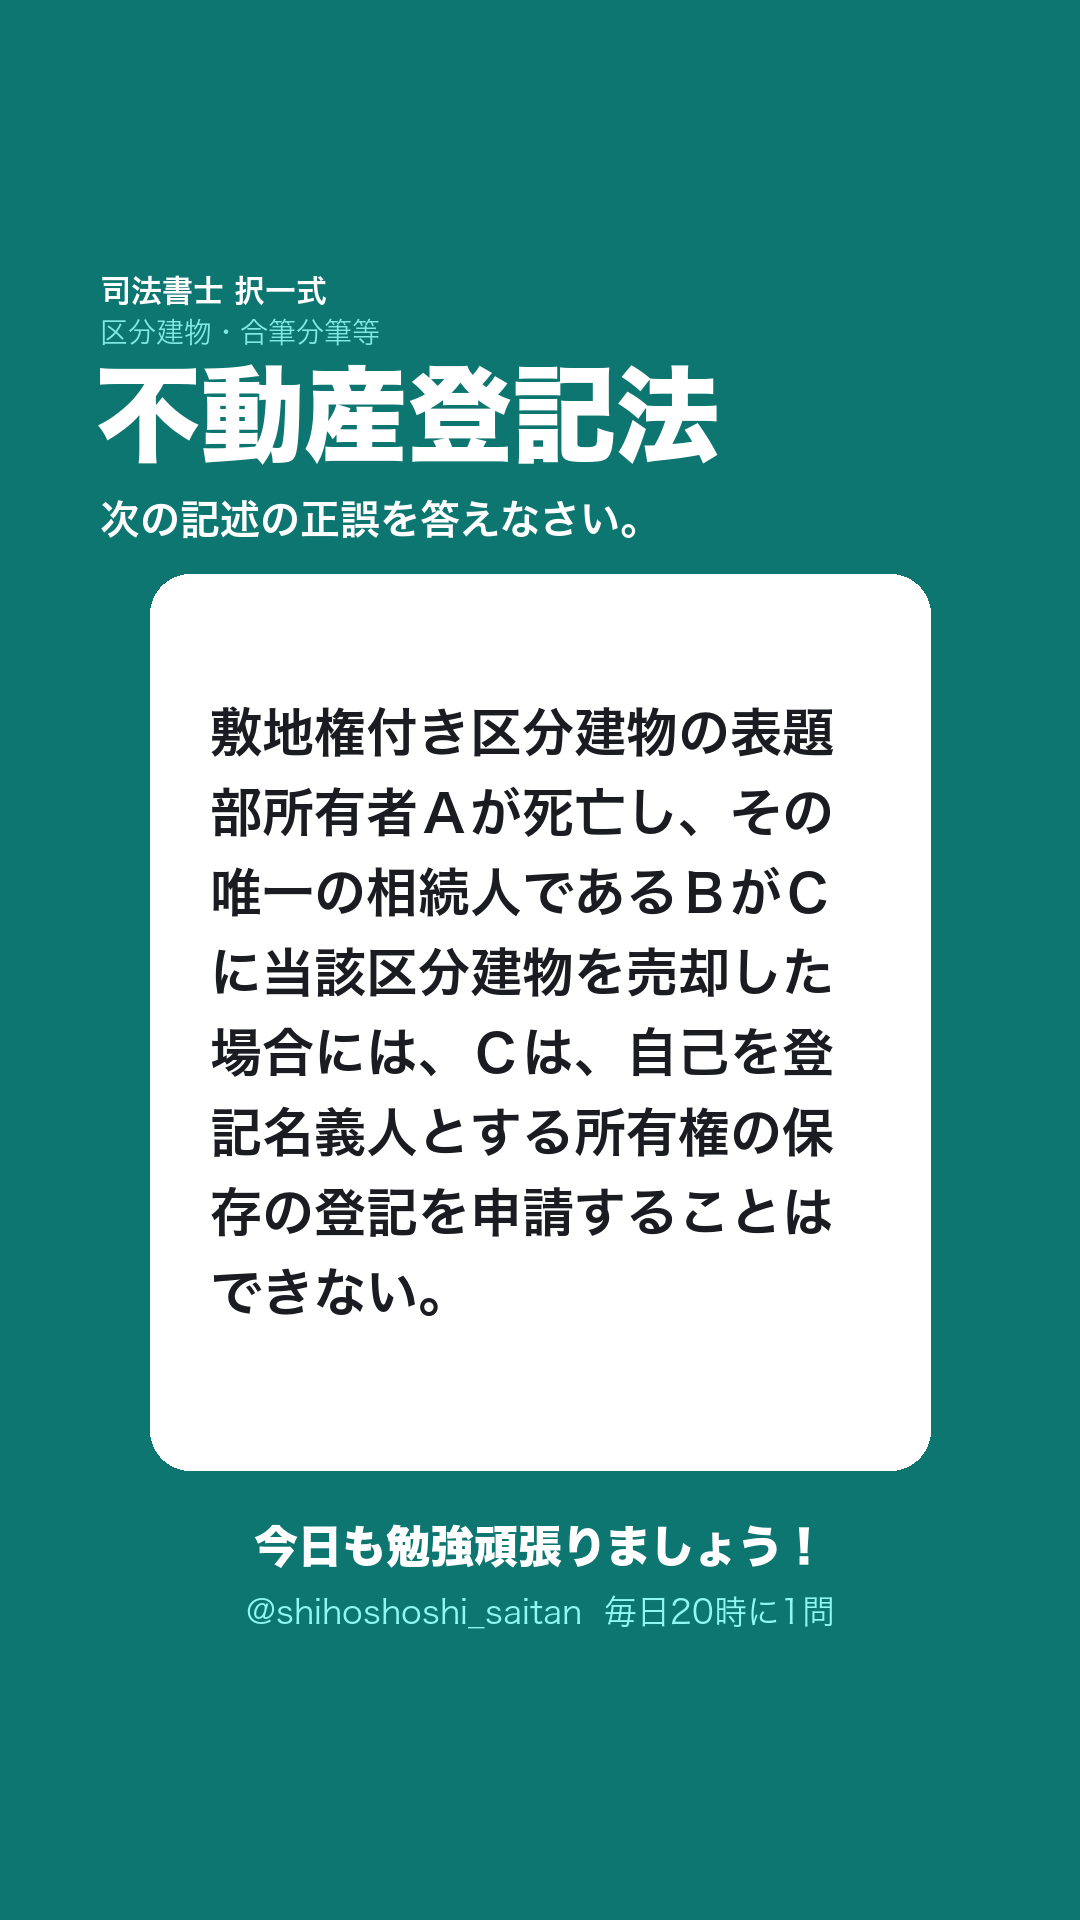 司法書士 択一式
区分建物・合筆分筆等
不動産登記法
次の記述の正誤を答えなさい。
敷地権付き区分建物の表題
部所有者Ａが死亡し、その
唯一の相続人であるＢがＣ
に当該区分建物を売却した
場合には、Ｃは、自己を登
記名義人とする所有権の保
存の登記を申請することは
できない。
今日も勉強頑張りましょう！
@shihoshoshi_saitan 毎日20時に1問